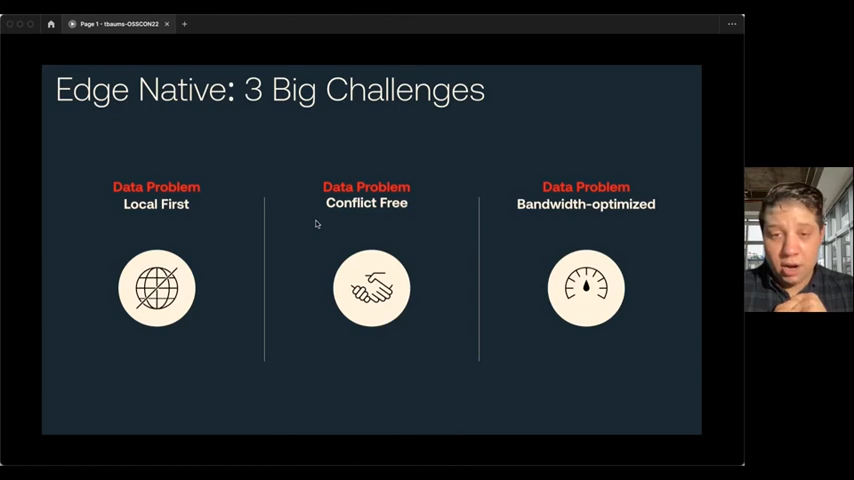 Page 1 - tbaums-OSSCON22
Edge Native: 3 Big Challenges
Data Problem
Local First
Data Problem
Conflict Free
Data Problem
Bandwidth-optimized